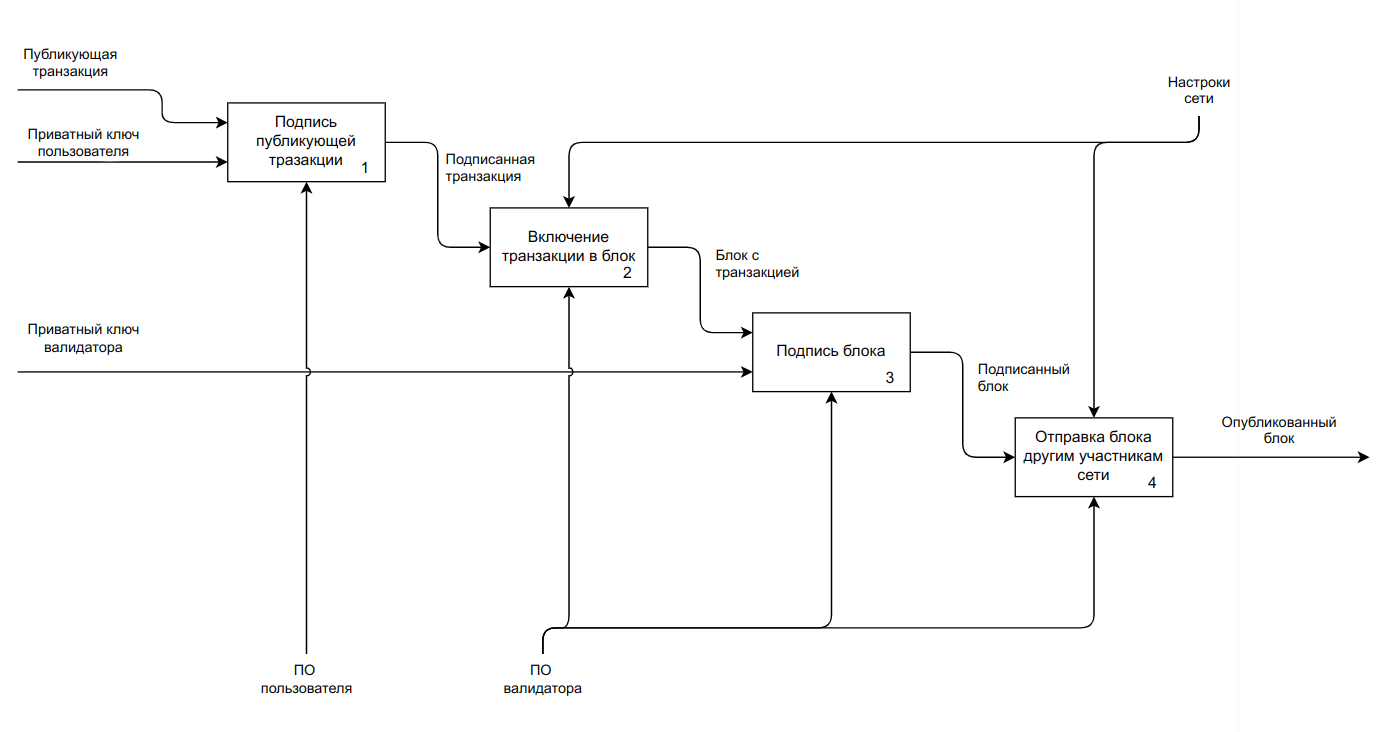 Публикующая
транзакция
Настроки
сети
Приватный ключ
пользователя
Подпись
публикующей
тразакции
1
Подписанная
транзакция
Включение
транзакции в блок
2
Блок с
транзакцией
Приватный ключ
валидатора
Подпись блока
3
Подписанный
блок
Отправка блока
другим участникам
сети
4
Опубликованный
блок
ПО
пользователя
ПО
валидатора